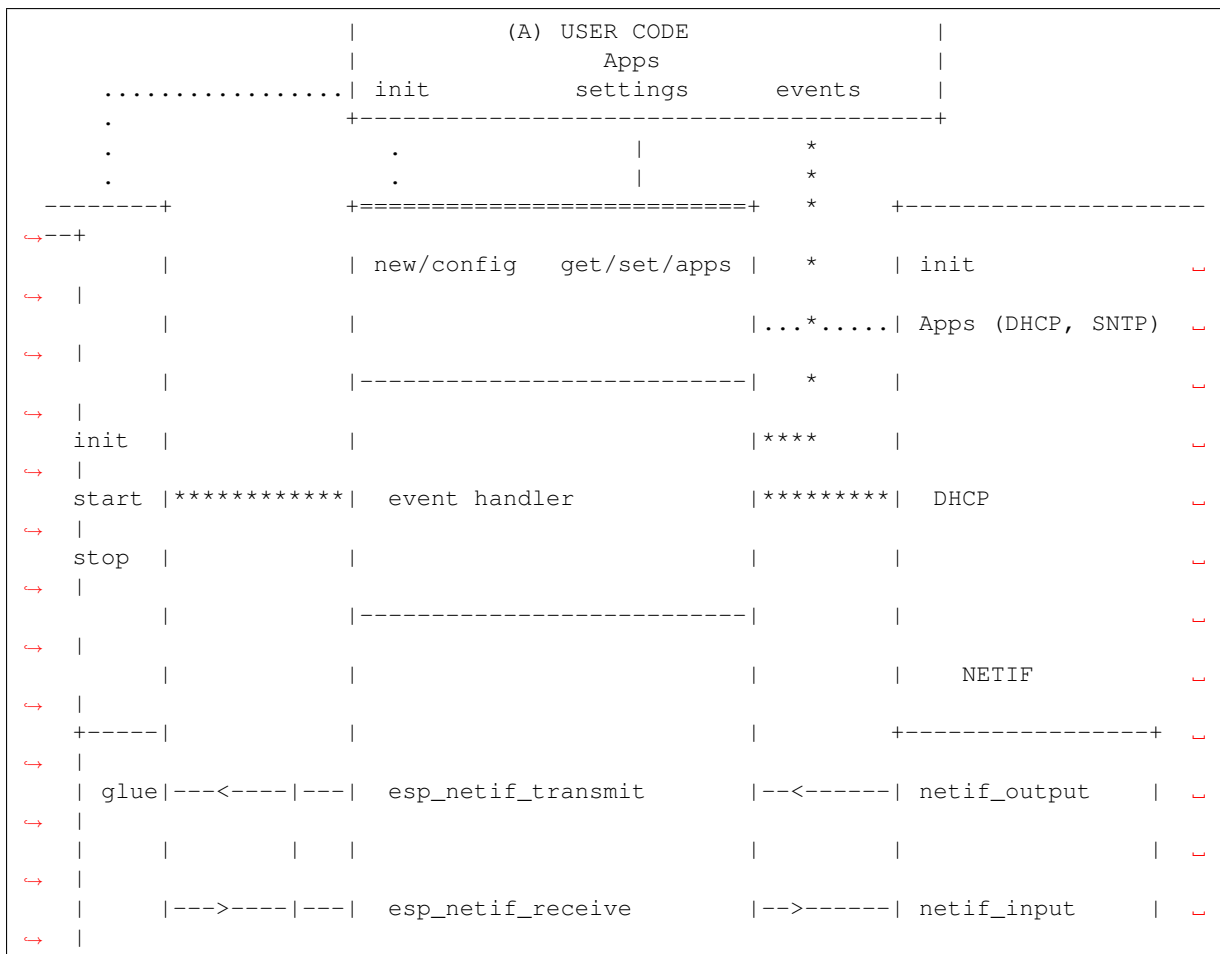 |          (A) USER CODE                 |
                      |                 Apps                   |
     .................| init          settings      events     |
     .                +----------------------------------------+
     .                   .                |           *
     .                   .                |           *
 --------+            +===========================+   *     +---------------------
↪--+
         |            | new/config   get/set/apps |   *     | init                ␣
↪  |
         |            |                           |...*.....| Apps (DHCP, SNTP)   ␣
↪  |
         |            |---------------------------|   *     |                     ␣
↪  |
   init  |            |                           |****     |                     ␣
↪  |
   start |************|  event handler            |*********|  DHCP               ␣
↪  |
   stop  |            |                           |         |                     ␣
↪  |
         |            |---------------------------|         |                     ␣
↪  |
         |            |                           |         |    NETIF            ␣
↪  |
   +-----|            |                           |         +-----------------+   ␣
↪  |
   | glue|---<----|---|  esp_netif_transmit       |--<------| netif_output    |   ␣
↪  |
   |     |        |   |                           |         |                 |   ␣
↪  |
   |     |--->----|---|  esp_netif_receive        |-->------| netif_input     |   ␣
↪  |